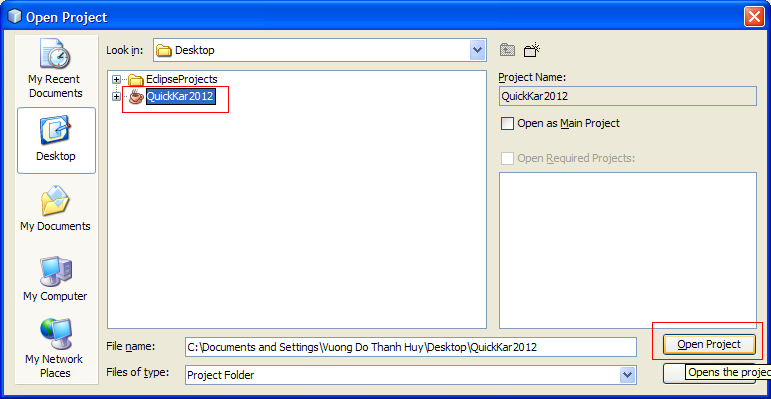 Open Project
Look in: Desktop
My Recent
Documents
Desktop
My Documents
My Computer
My Network
Places
EclipseProjects
QuickKar2012
Project Name:
QuickKar2012
Open as Main Project
Open Required Projects:
File name: C:\Documents and Settings\Vuong Do Thanh Huy\Desktop\QuickKar2012
Files of type: Project Folder
Open Project
Opens the projec